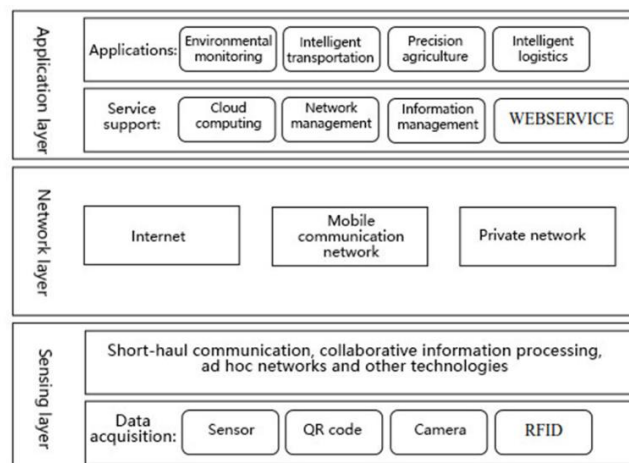 Application layer
Applications:
Environmental
monitoring
Intelligent
transportation
Precision
agriculture
Intelligent
logistics
Service
support:
Cloud
computing
Network
management
Information
management
WEBSERVICE
Network layer
Internet
Mobile
communication
network
Private network
Sensing layer
Short-haul communication, collaborative information processing,
ad hoc networks and other technologies
Data
acquisition:
Sensor
QR code
Camera
RFID